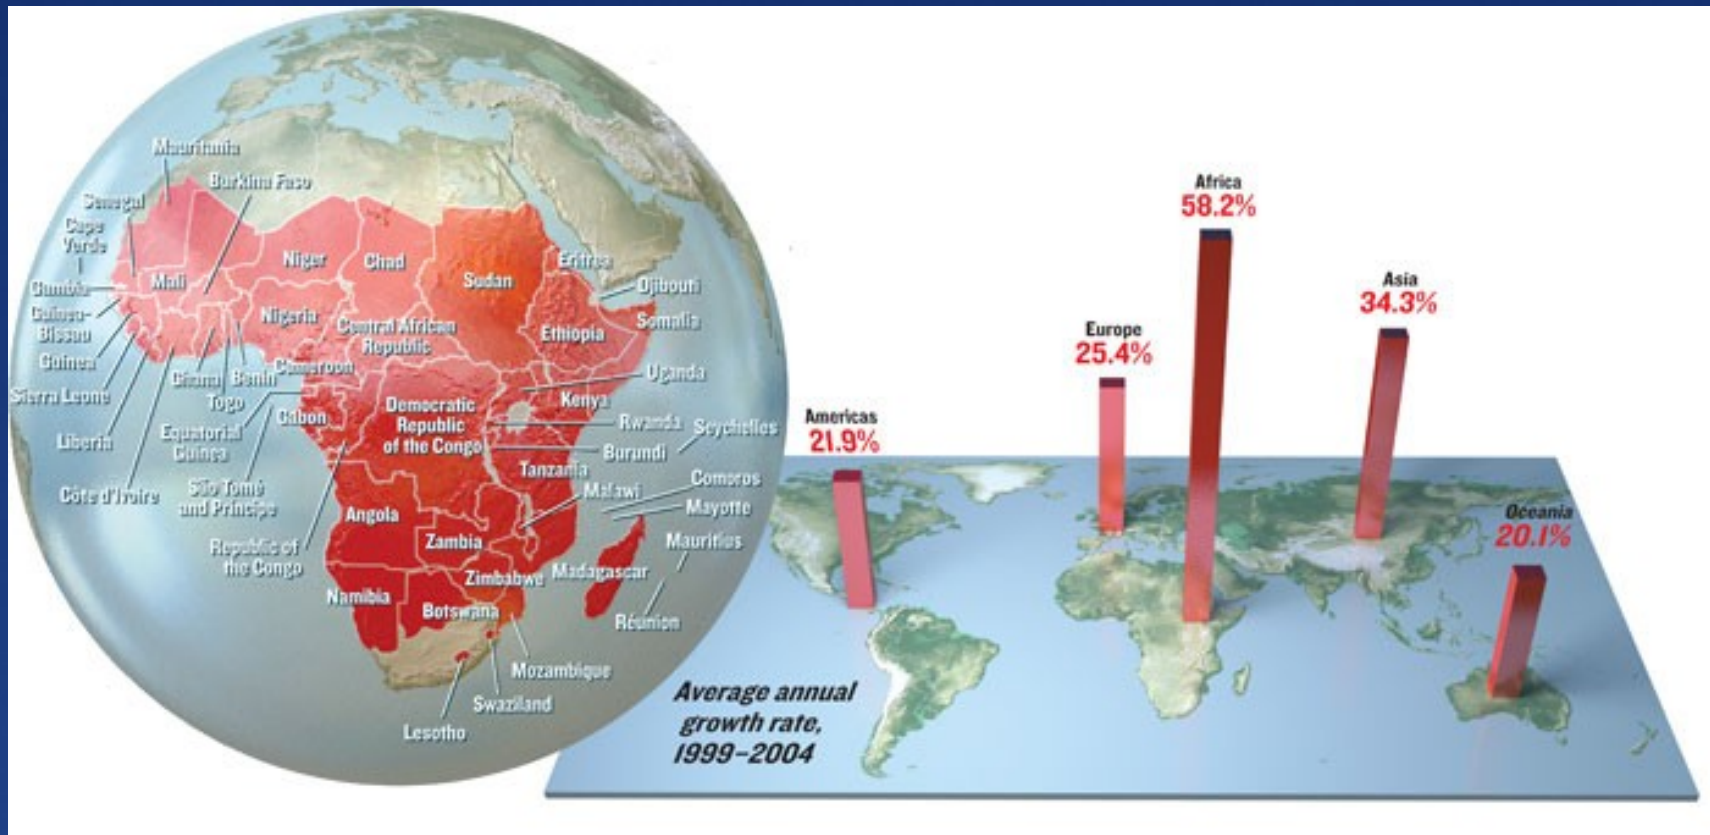 Mauritania
Burkina Faso
Senegal
Cape
Verde
Gambia
Guinea-
Bissau
Guinea
Sierra Leone
Liberia
Côte d'Ivoire
Mali
Niger
Chad
Sudan
Eritrea
Djibouti
Somalia
Ethiopia
Nigeria
Central African
Republic
Cameroon
Ghana
Benin
Togo
Equatorial
Guinea
São Tomé
and Príncipe
Gabon
Republic of
the Congo
Democratic
Republic
of the Congo
Uganda
Kenya
Rwanda
Burundi
Seychelles
Tanzania
Malawi
Comoros
Mayotte
Mauritius
Réunion
Madagascar
Angola
Zambia
Zimbabwe
Namibia
Botswana
Mozambique
Swaziland
Lesotho
Americas
21.9%
Europe
25.4%
Africa
58.2%
Asia
34.3%
Oceania
20.1%
Average annual
growth rate,
1999–2004